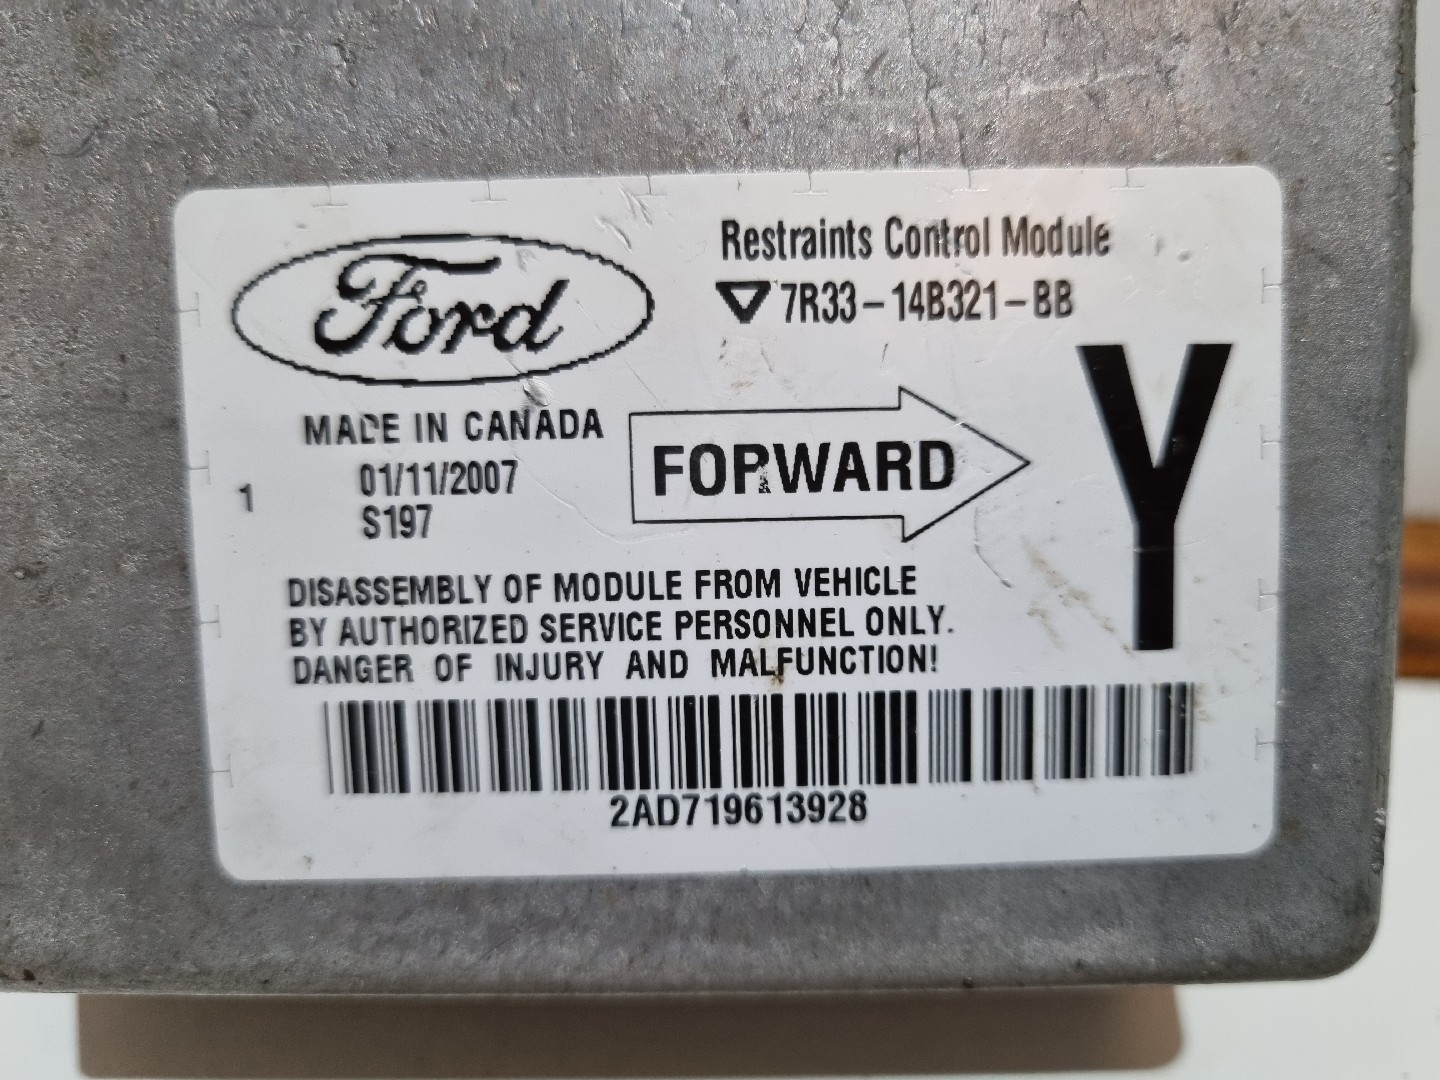 Ford
Restraints Control Module
7R33-14B321-BB
MADE IN CANADA
01/11/2007
S197
1
FORWARD
Y
DISASSEMBLY OF MODULE FROM VEHICLE
BY AUTHORIZED SERVICE PERSONNEL ONLY.
DANGER OF INJURY AND MALFUNCTION!
2AD719613928